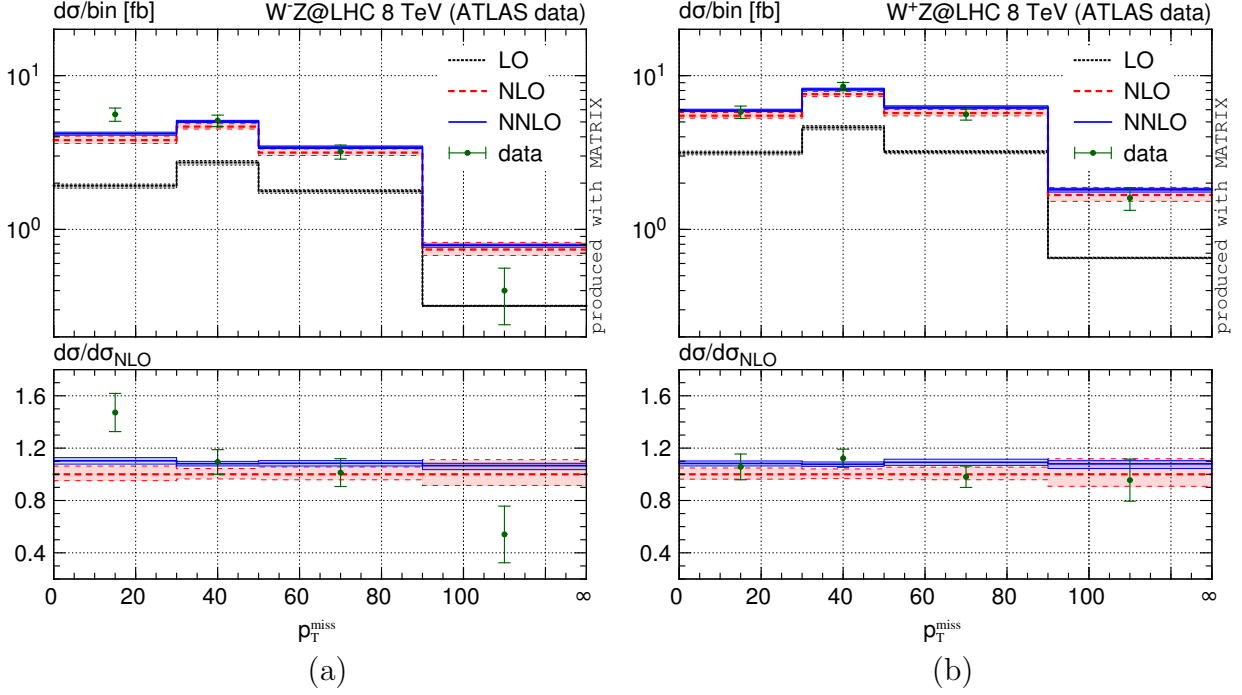 dσ/bin [fb] W⁻Z@LHC 8 TeV (ATLAS data)
10¹
10⁰
LO
NLO
NNLO
data
produced with MATRIX
dσ/dσNLO
1.6
1.2
0.8
0.4
0 20 40 60 80 100 ∞
p_T^miss
(a)
dσ/bin [fb] W⁺Z@LHC 8 TeV (ATLAS data)
10¹
10⁰
LO
NLO
NNLO
data
produced with MATRIX
dσ/dσNLO
1.6
1.2
0.8
0.4
0 20 40 60 80 100 ∞
p_T^miss
(b)